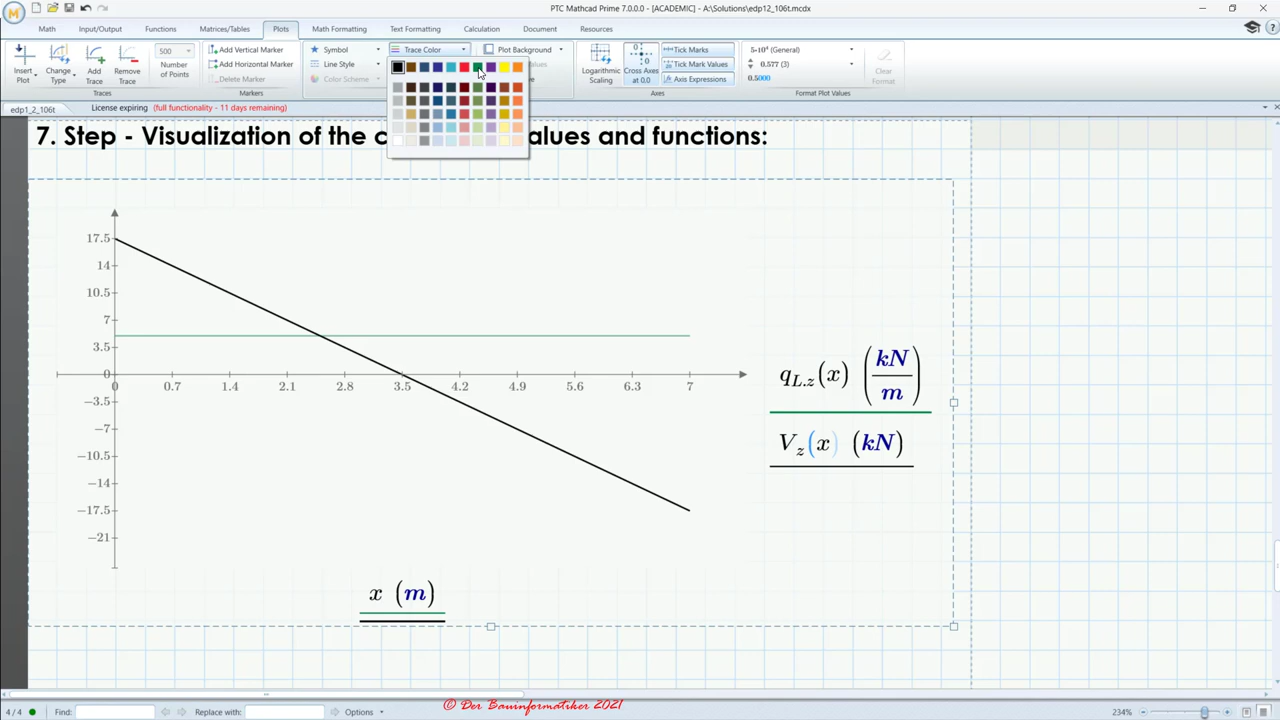 PTC Mathcad Prime 7.0.0.0 - [ACADEMIC] - A:\Solutions\edp12_106t.mcdx
Math Input/Output Functions Matrices/Tables Plots Math Formatting Text Formatting Calculation Document Resources
Insert Plot
Change Type
Add Trace
Remove Trace
500
Number of Points
Traces
Add Vertical Marker
Add Horizontal Marker
Delete Marker
Markers
Symbol
Line Style
Color Scheme
Trace Color
Plot Background
Logarithmic Scaling
Cross Axes at 0.0
Tick Marks
Tick Mark Values
Axis Expressions
Axes
5·10⁴ (General)
0.577 (3)
0.5000
Format Plot Values
Clear Format
edp1_2_106t
License expiring (full functionality - 11 days remaining)
7. Step - Visualization of the c alues and functions:
17.5
14
10.5
7
3.5
0
−3.5
−7
−10.5
−14
−17.5
−21
0 0.7 1.4 2.1 2.8 3.5 4.2 4.9 5.6 6.3 7
q_{L.z}(x) (kN/m)
V_z(x) (kN)
x (m)
4/4 Find: Replace with: Options 234%
© Der Bauinformatiker 2021